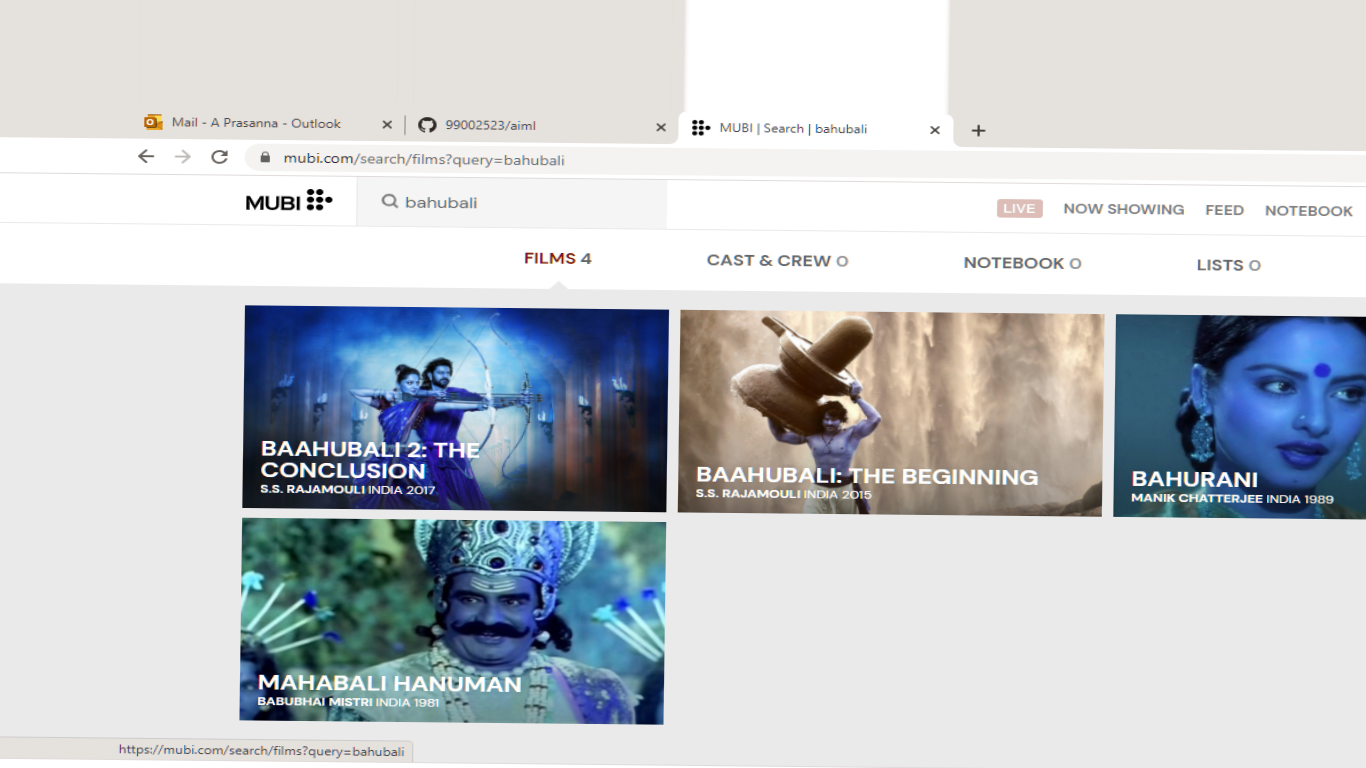 Mail - A Prasanna - Outlook
99002523/aiml
MUBI | Search | bahubali
mubi.com/search/films?query=bahubali
MUBI
bahubali
LIVE
NOW SHOWING
FEED
NOTEBOOK
FILMS 4
CAST & CREW 0
NOTEBOOK 0
LISTS 0
BAAHUBALI 2: THE
CONCLUSION
S.S. RAJAMOULI INDIA 2017
BAAHUBALI: THE BEGINNING
S.S. RAJAMOULI INDIA 2015
BAHURANI
MANIK CHATTERJEE INDIA 1989
MAHABALI HANUMAN
BABUBHAI MISTRI INDIA 1981
https://mubi.com/search/films?query=bahubali